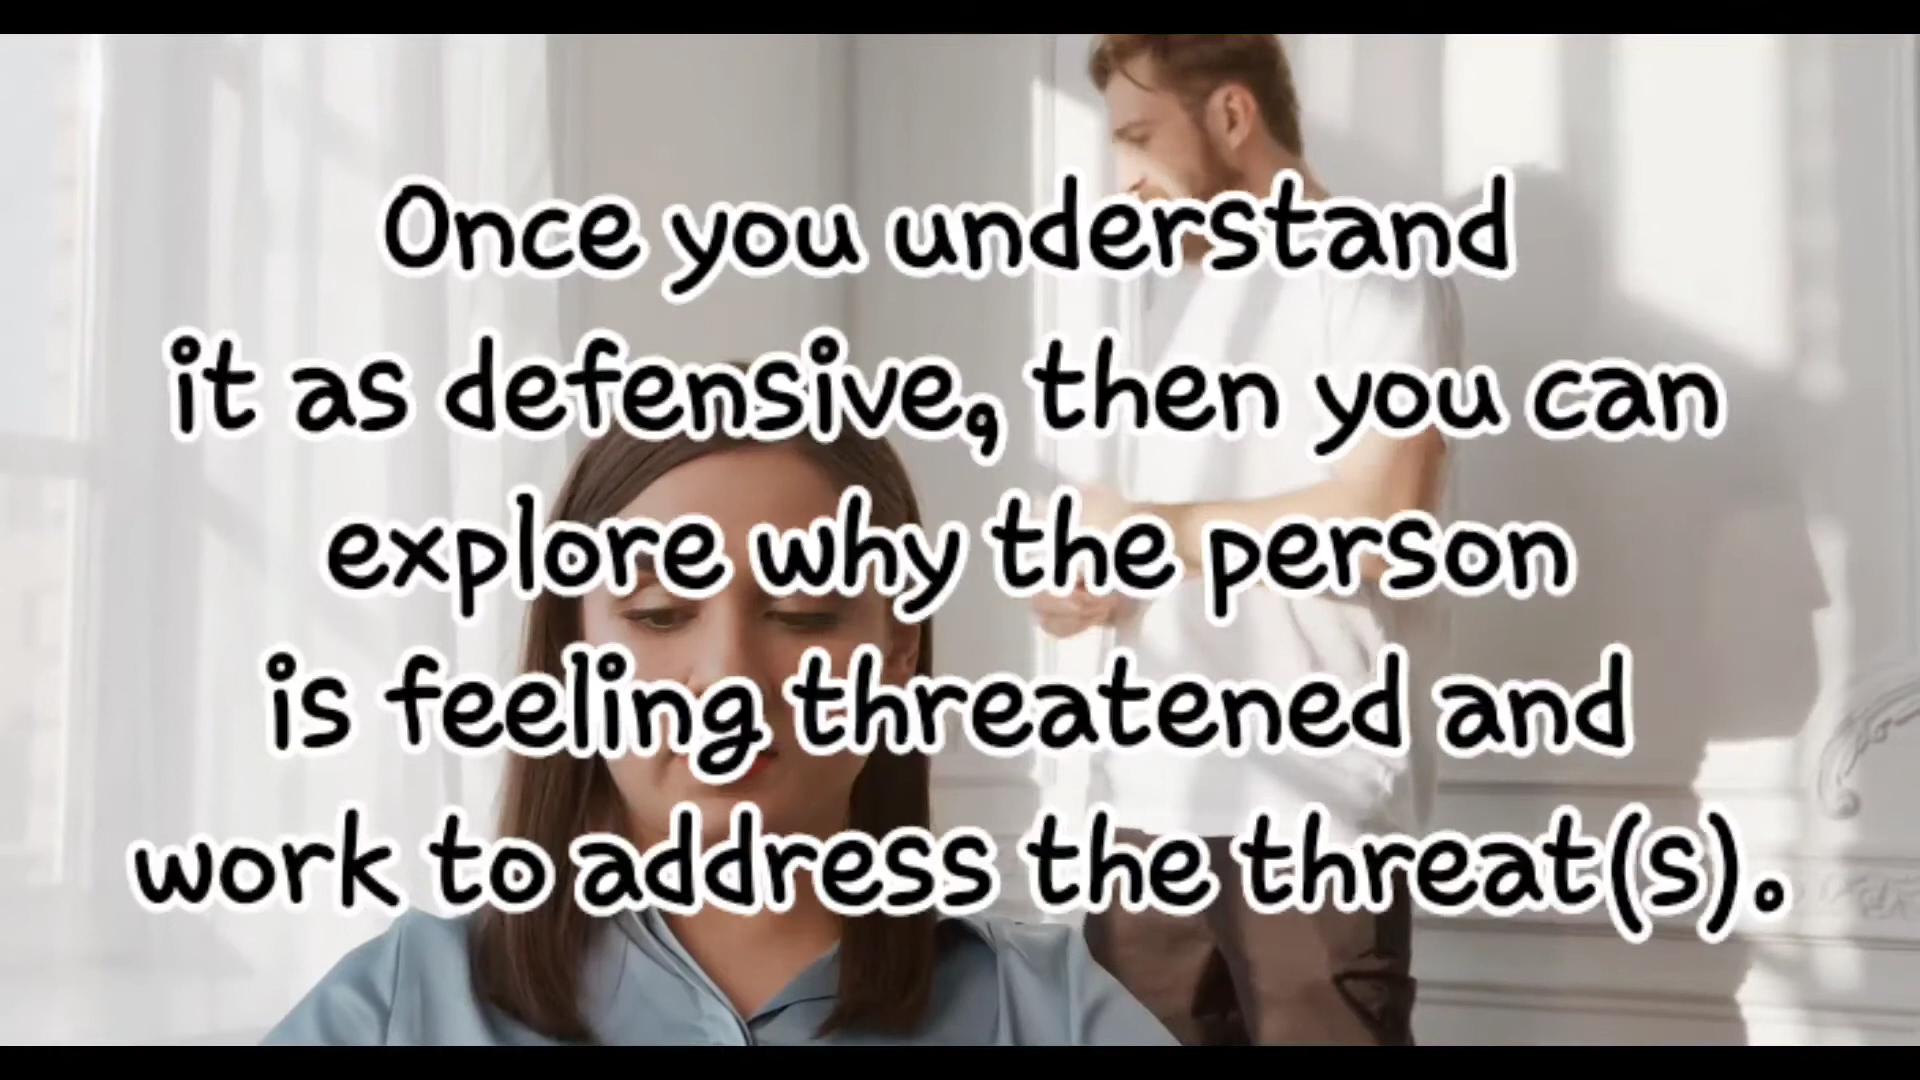 Once you understand
it as defensive, then you can
explore why the person
is feeling threatened and
work to address the threat(s).